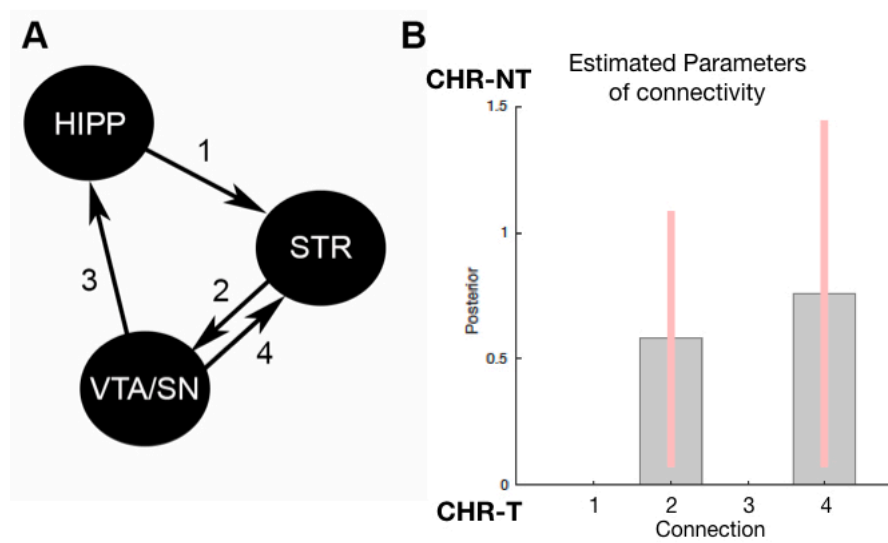 A
HIPP
1
STR
3
2
4
VTA/SN
B
CHR-NT
Estimated Parameters
of connectivity
1.5
1
0.5
0
Posterior
CHR-T
1 2 3 4
Connection